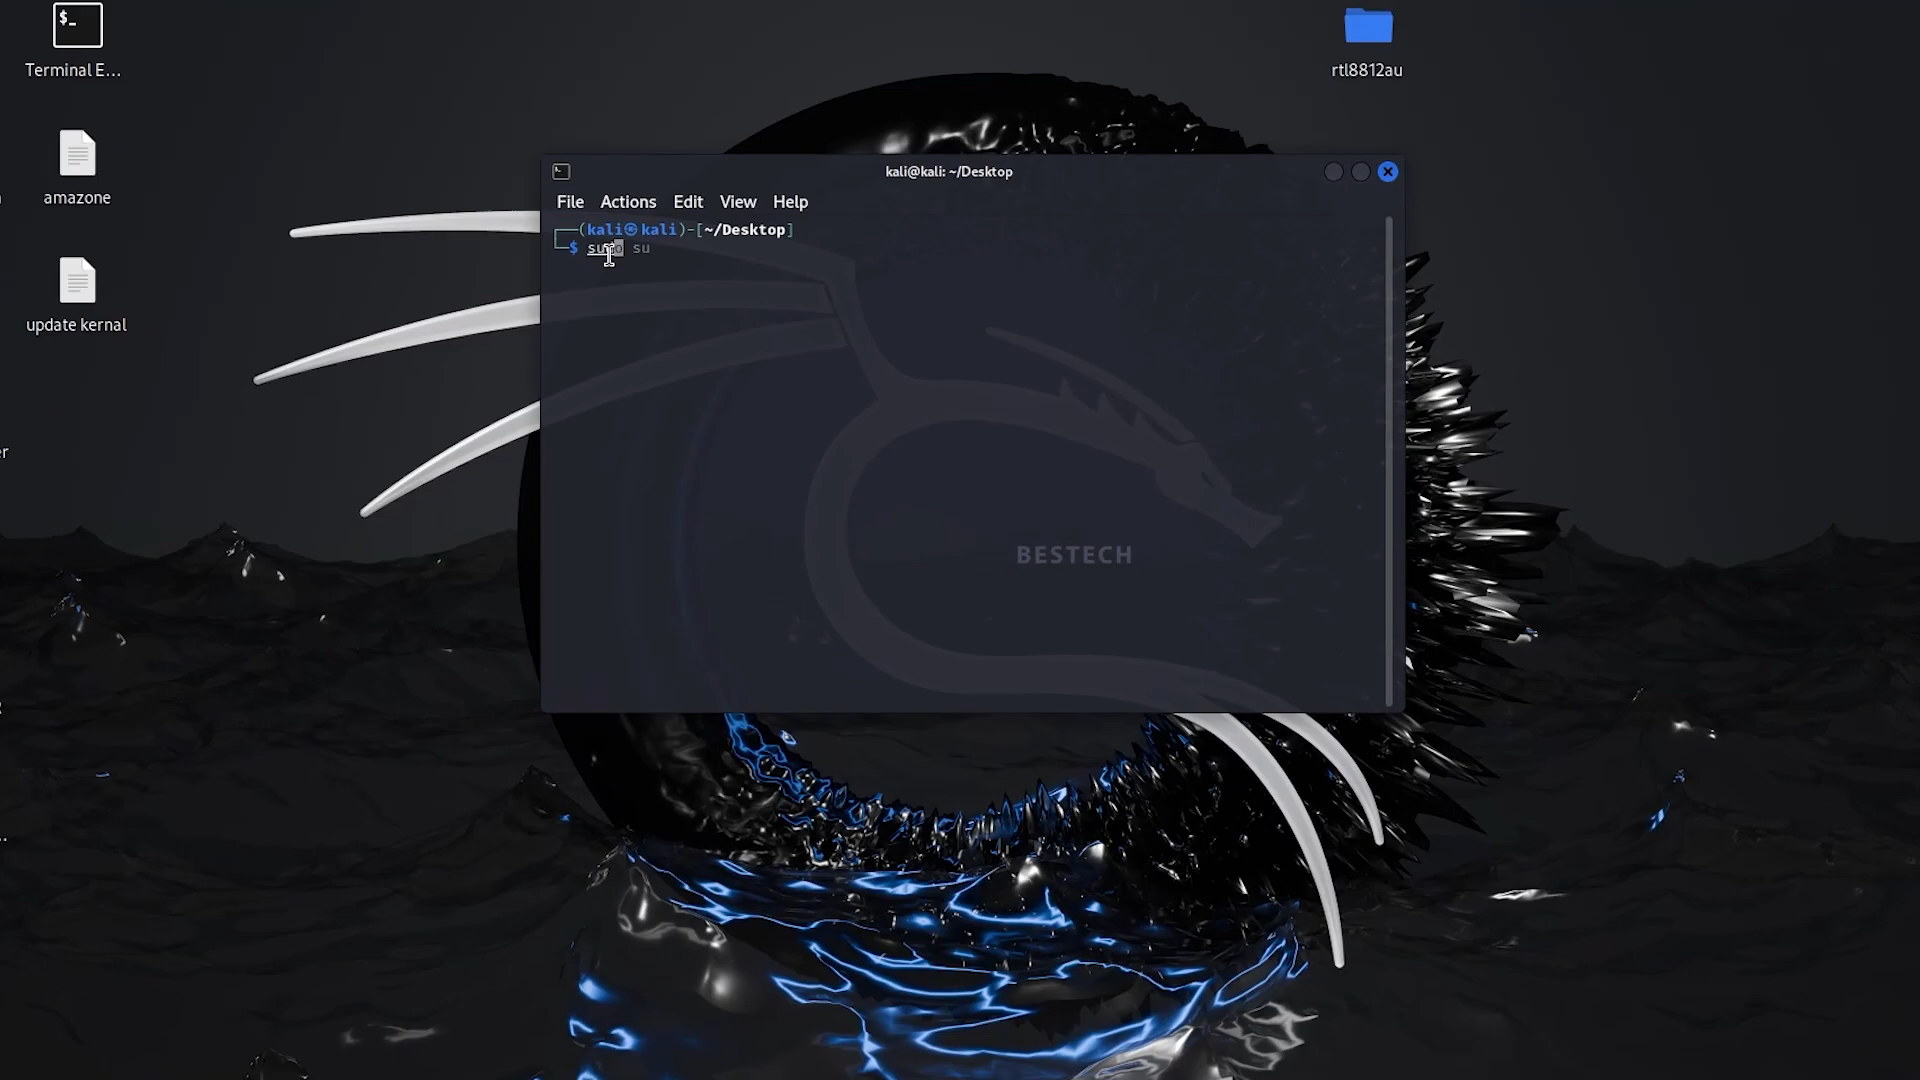 $_
Terminal E...
rtl8812au
amazone
update kernal
er
kali@kali: ~/Desktop
File Actions Edit View Help
(kali㉿kali)-[~/Desktop]
$ sudo su
BESTECH